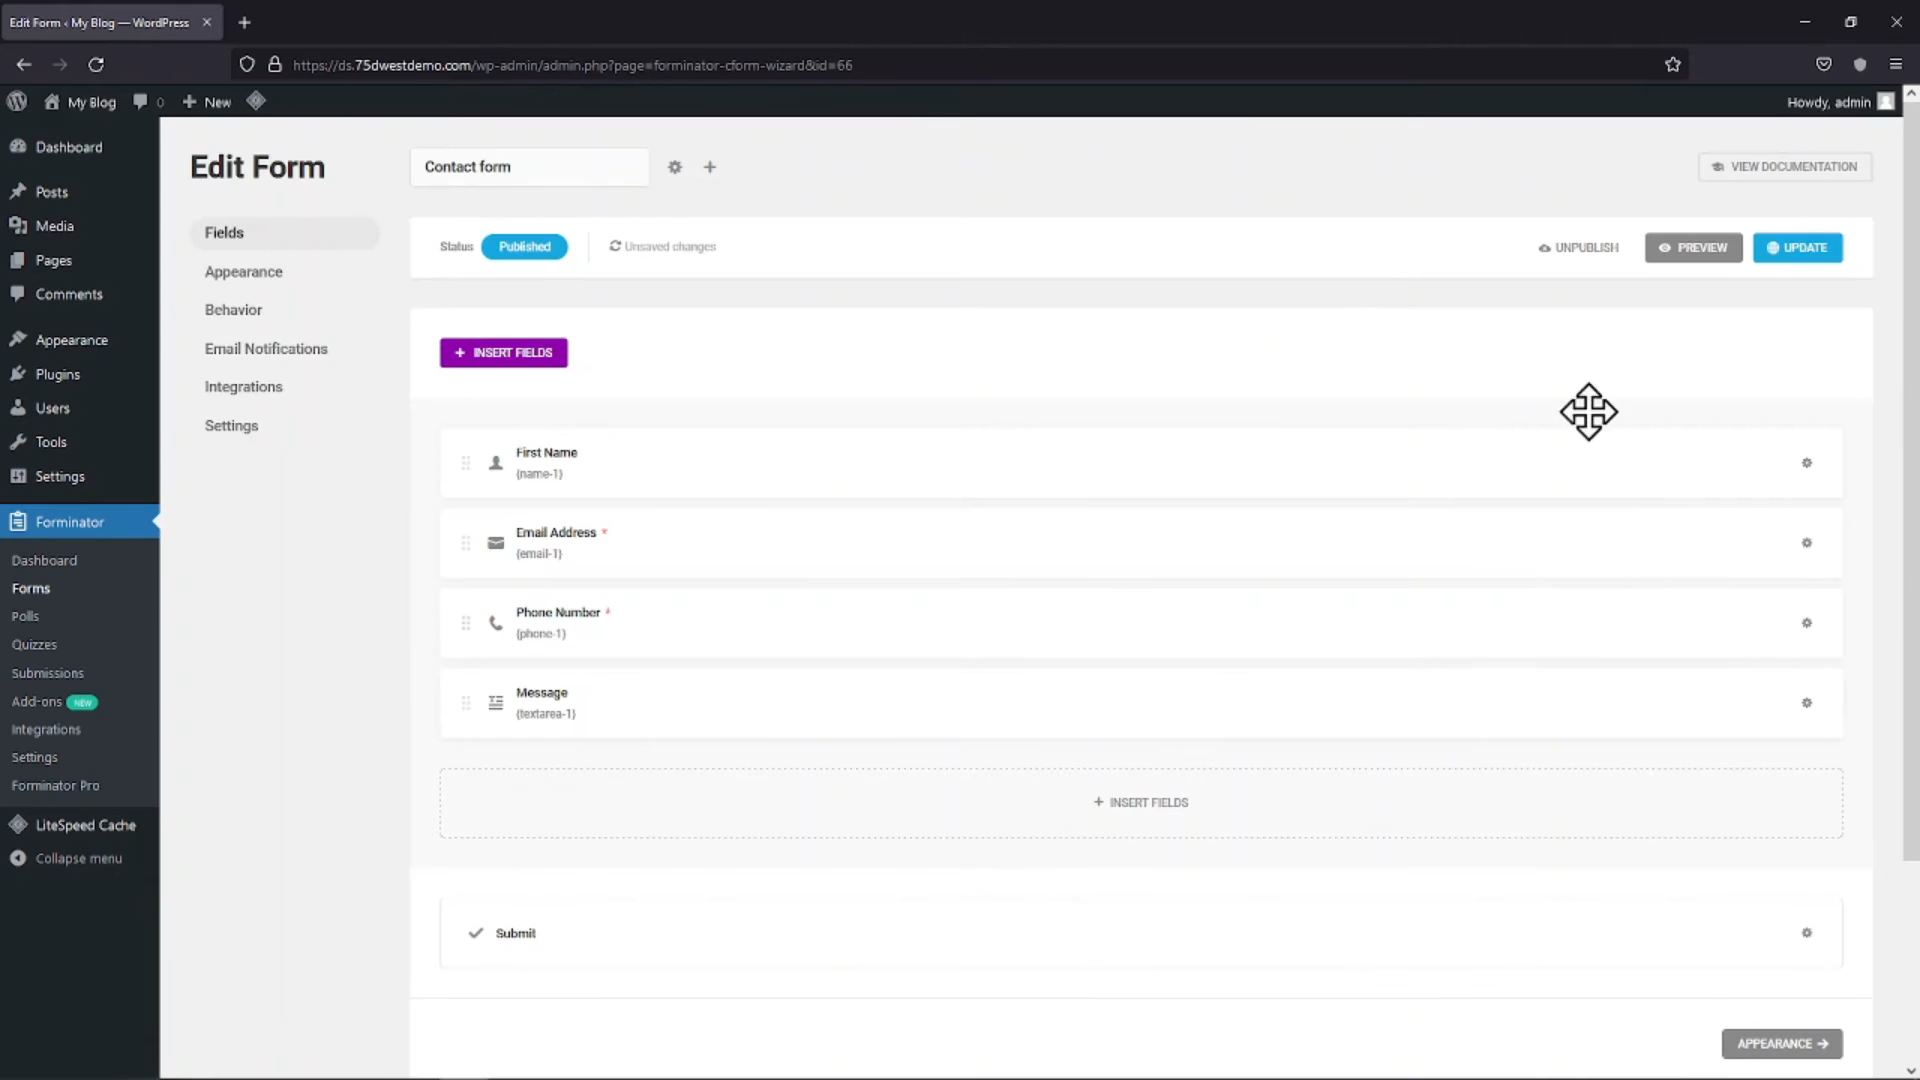 Edit Form ‹ My Blog — WordPress
https://ds.75dwestdemo.com/wp-admin/admin.php?page=forminator-cform-wizard&id=66
My Blog
0
New
Howdy, admin
Dashboard
Posts
Media
Pages
Comments
Appearance
Plugins
Users
Tools
Settings
Forminator
Dashboard
Forms
Polls
Quizzes
Submissions
Add-ons NEW
Integrations
Settings
Forminator Pro
LiteSpeed Cache
Collapse menu
Edit Form
Contact form
VIEW DOCUMENTATION
Fields
Appearance
Behavior
Email Notifications
Integrations
Settings
Status Published Unsaved changes
UNPUBLISH
PREVIEW
UPDATE
+ INSERT FIELDS
First Name
{name-1}
Email Address *
{email-1}
Phone Number *
{phone-1}
Message
{textarea-1}
+ INSERT FIELDS
Submit
APPEARANCE →